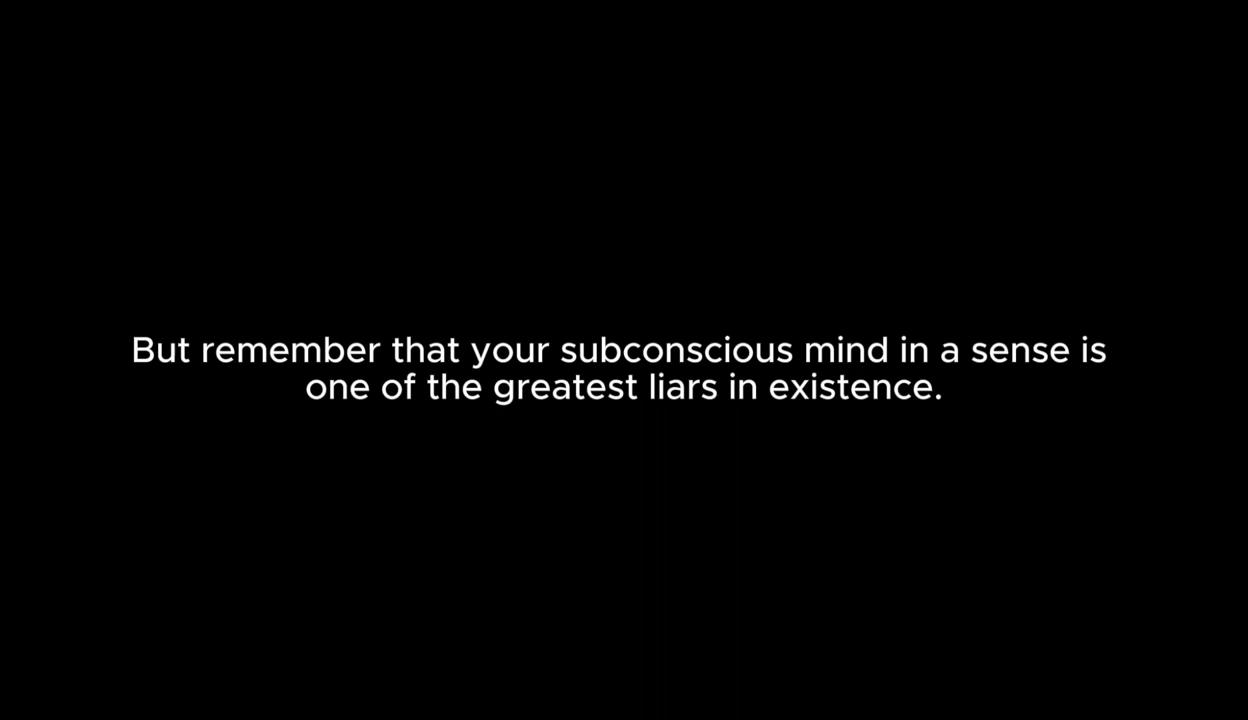 But remember that your subconscious mind in a sense is
one of the greatest liars in existence.